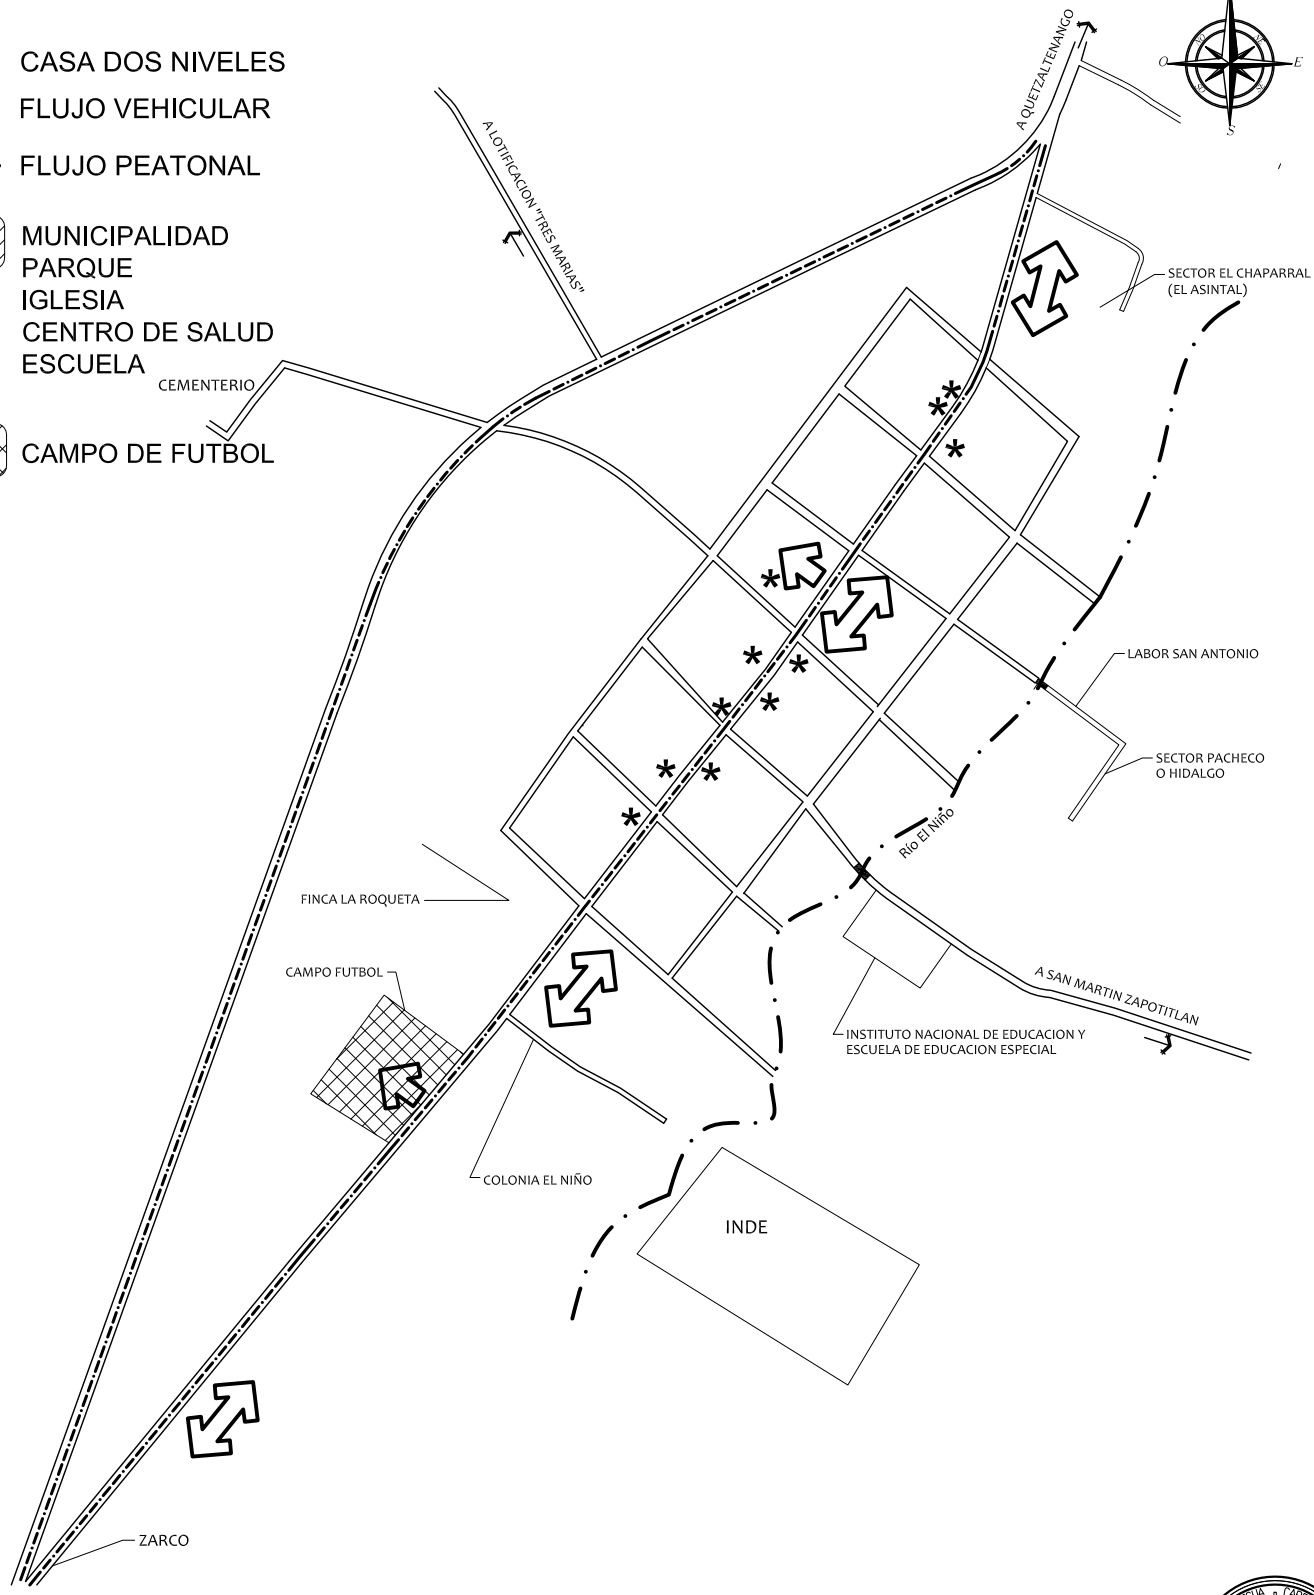 CASA DOS NIVELES
FLUJO VEHICULAR
FLUJO PEATONAL
MUNICIPALIDAD
PARQUE
IGLESIA
CENTRO DE SALUD
ESCUELA
CAMPO DE FUTBOL
CEMENTERIO
A LOTIFICACION "TRES MARIAS"
A QUETZALTENANGO
O
E
S
SECTOR EL CHAPARRAL
(EL ASINTAL)
LABOR SAN ANTONIO
SECTOR PACHECO
O HIDALGO
Río El Niño
FINCA LA ROQUETA
CAMPO FUTBOL
A SAN MARTIN ZAPOTITLAN
INSTITUTO NACIONAL DE EDUCACION Y
ESCUELA DE EDUCACION ESPECIAL
COLONIA EL NIÑO
INDE
ZARCO